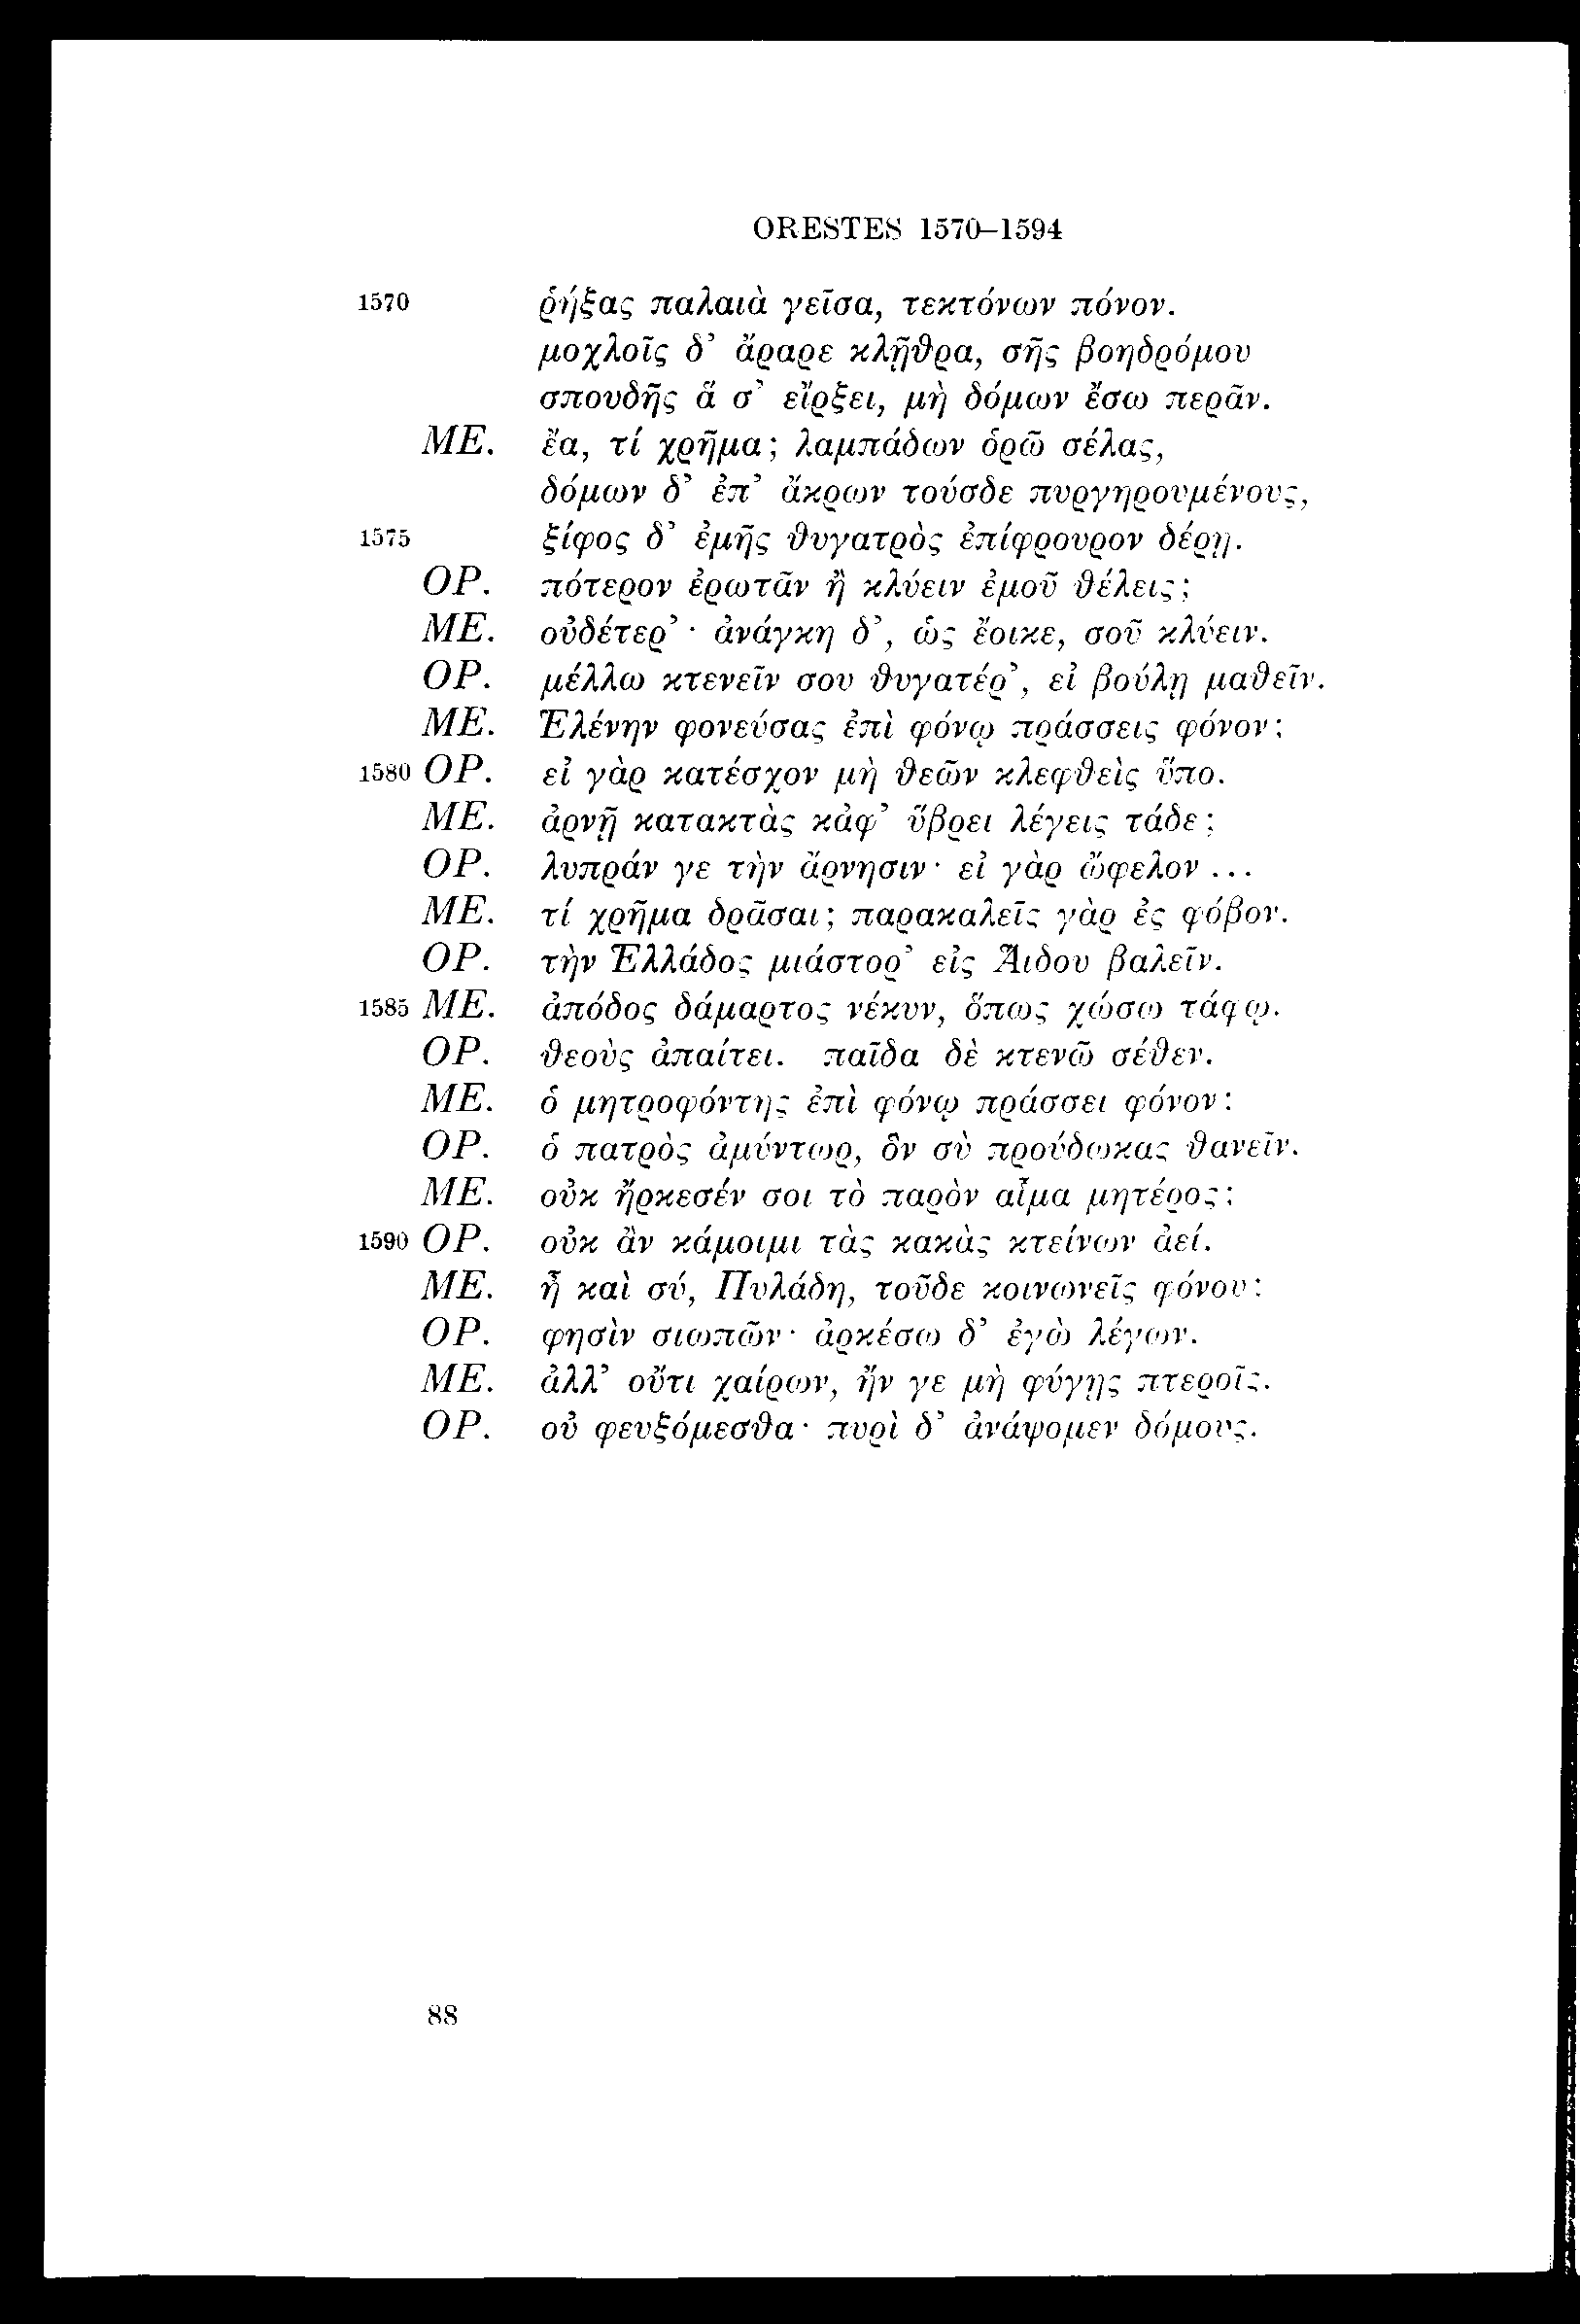 ORESTES 1570–1594
1570 ῥήξας παλαιὰ γεῖσα, τεκτόνων πόνον.
μοχλοῖς δ’ ἄραρε κλῇθρα, σῆς βοηδρόμου
σπουδῆς ἅ σ’ εἴρξει, μὴ δόμων ἔσω περᾶν.
ΜΕ. ἔα, τί χρῆμα; λαμπάδων ὁρῶ σέλας,
δόμων δ’ ἐπ’ ἄκρων τούσδε πυργηρουμένους,
1575 ξίφος δ’ ἐμῆς θυγατρὸς ἐπίφρουρον δέρῃ.
ΟΡ. πότερον ἐρωτᾶν ἢ κλύειν ἐμοῦ θέλεις;
ΜΕ. οὐδέτερ’· ἀνάγκη δ’, ὡς ἔοικε, σοῦ κλύειν.
ΟΡ. μέλλω κτενεῖν σου θυγατέρ’, εἰ βούλῃ μαθεῖν.
ΜΕ. Ἑλένην φονεύσας ἐπὶ φόνῳ πράσσεις φόνον;
1580 ΟΡ. εἰ γὰρ κατέσχον μὴ θεῶν κλεφθεὶς ὕπο.
ΜΕ. ἀρνῇ κατακτὰς κἀφ’ ὕβρει λέγεις τάδε;
ΟΡ. λυπράν γε τὴν ἄρνησιν· εἰ γὰρ ὤφελον ...
ΜΕ. τί χρῆμα δρᾶσαι; παρακαλεῖς γὰρ ἐς φόβον.
ΟΡ. τὴν Ἑλλάδος μιάστορ’ εἰς Ἅιδου βαλεῖν.
1585 ΜΕ. ἀπόδος δάμαρτος νέκυν, ὅπως χώσω τάφῳ.
ΟΡ. θεοὺς ἀπαίτει. παῖδα δὲ κτενῶ σέθεν.
ΜΕ. ὁ μητροφόντης ἐπὶ φόνῳ πράσσει φόνον;
ΟΡ. ὁ πατρὸς ἀμύντωρ, ὃν σὺ προύδωκας θανεῖν.
ΜΕ. οὐκ ἤρκεσέν σοι τὸ παρὸν αἷμα μητέρος;
1590 ΟΡ. οὐκ ἂν κάμοιμι τὰς κακὰς κτείνων ἀεί.
ΜΕ. ἦ καὶ σύ, Πυλάδη, τοῦδε κοινωνεῖς φόνου;
ΟΡ. φησὶν σιωπῶν· ἀρκέσω δ’ ἐγὼ λέγων.
ΜΕ. ἀλλ’ οὔτι χαίρων, ἤν γε μὴ φύγῃς πτεροῖς.
ΟΡ. οὐ φευξόμεσθα· πυρὶ δ’ ἀνάψομεν δόμους.
88